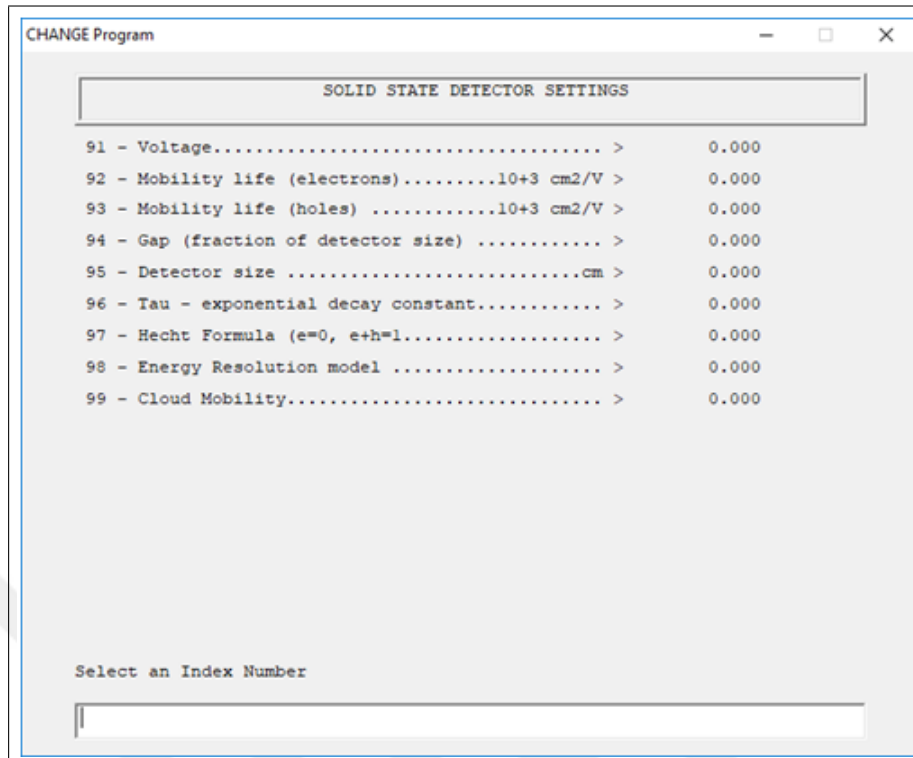 CHANGE Program
SOLID STATE DETECTOR SETTINGS
91 - Voltage..................................... > 0.000
92 - Mobility life (electrons).........10+3 cm2/V > 0.000
93 - Mobility life (holes) ............10+3 cm2/V > 0.000
94 - Gap (fraction of detector size) ............ > 0.000
95 - Detector size ............................cm > 0.000
96 - Tau - exponential decay constant............ > 0.000
97 - Hecht Formula (e=0, e+h=1................... > 0.000
98 - Energy Resolution model .................... > 0.000
99 - Cloud Mobility.............................. > 0.000
Select an Index Number